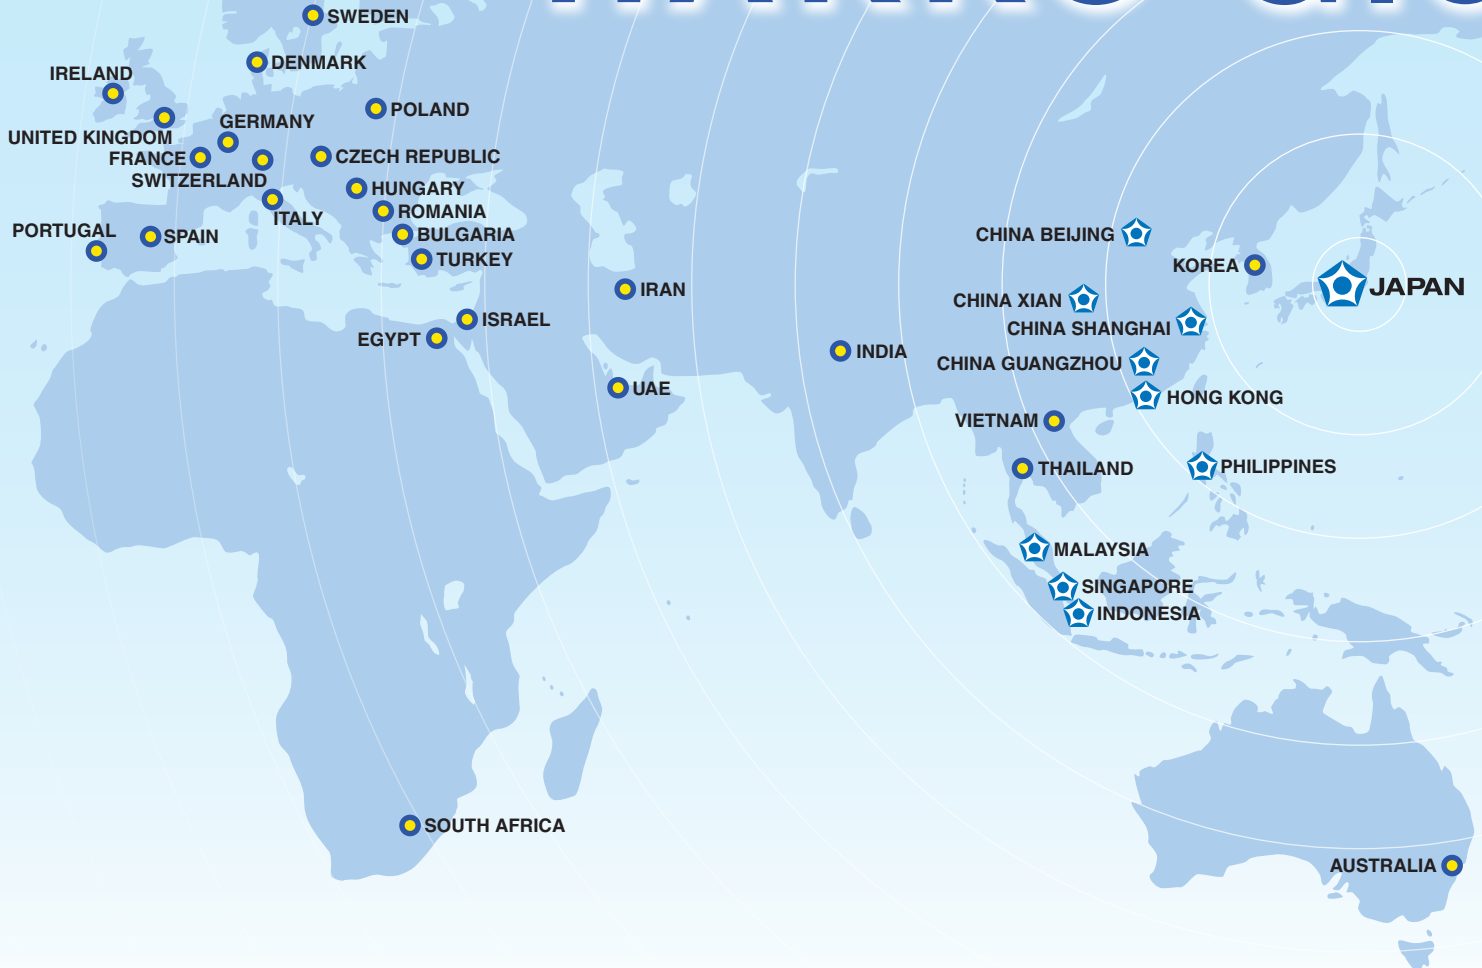 SWEDEN
DENMARK
IRELAND
POLAND
GERMANY
UNITED KINGDOM
FRANCE
CZECH REPUBLIC
SWITZERLAND
HUNGARY
ROMANIA
ITALY
PORTUGAL
SPAIN
BULGARIA
TURKEY
CHINA BEIJING
KOREA
JAPAN
IRAN
CHINA XIAN
ISRAEL
CHINA SHANGHAI
EGYPT
INDIA
CHINA GUANGZHOU
UAE
HONG KONG
VIETNAM
THAILAND
PHILIPPINES
MALAYSIA
SINGAPORE
INDONESIA
SOUTH AFRICA
AUSTRALIA